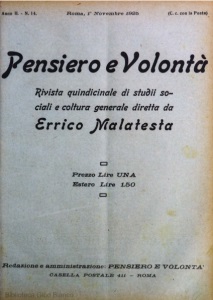 Anno II - N. 14.
Roma, 1° Novembre 1925.
(C. c. con la Posta)
Pensiero e Volontà
Rivista quindicinale di studii so-
ciali e coltura generale diretta da
Errico Malatesta
Prezzo Lire UNA
Estero Lire 1.50
Redazione e amministrazione: PENSIERO E VOLONTA'
CASELLA POSTALE 411 - ROMA